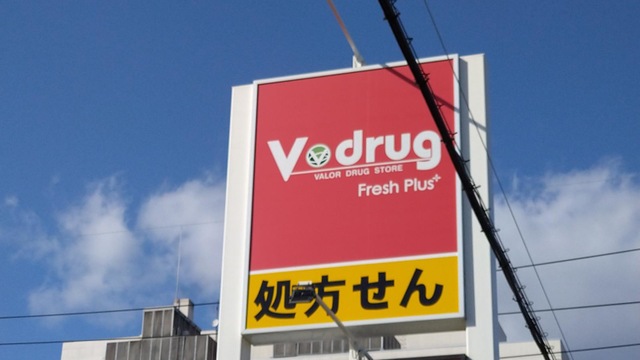 V drug
VALOR DRUG STORE
Fresh Plus+
処方せん